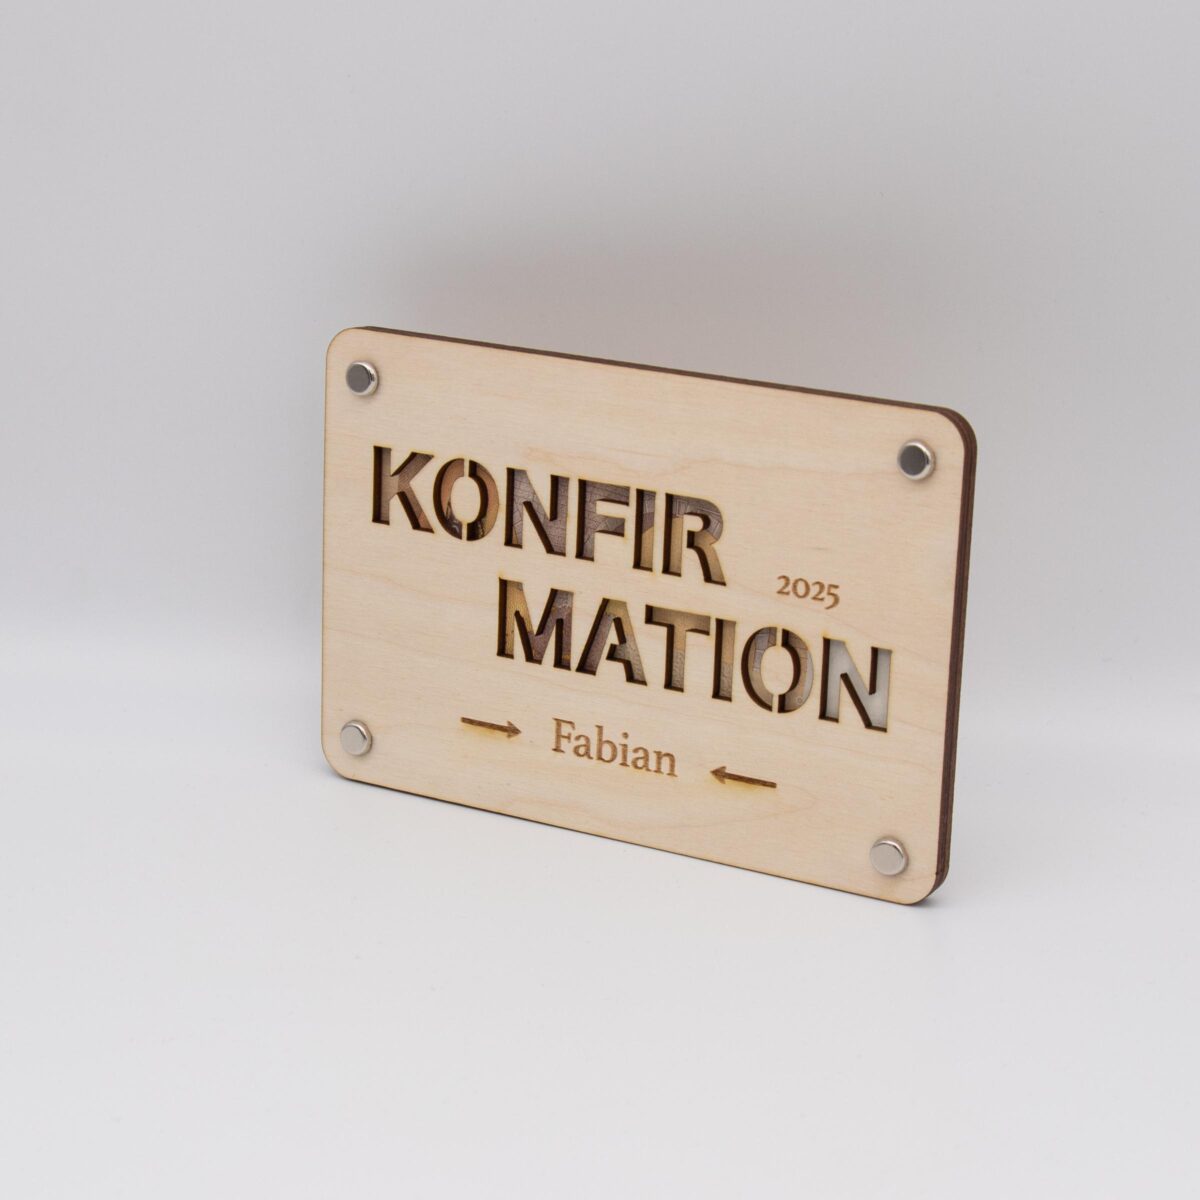 KONFIR
2025
MATION
→ Fabian ←